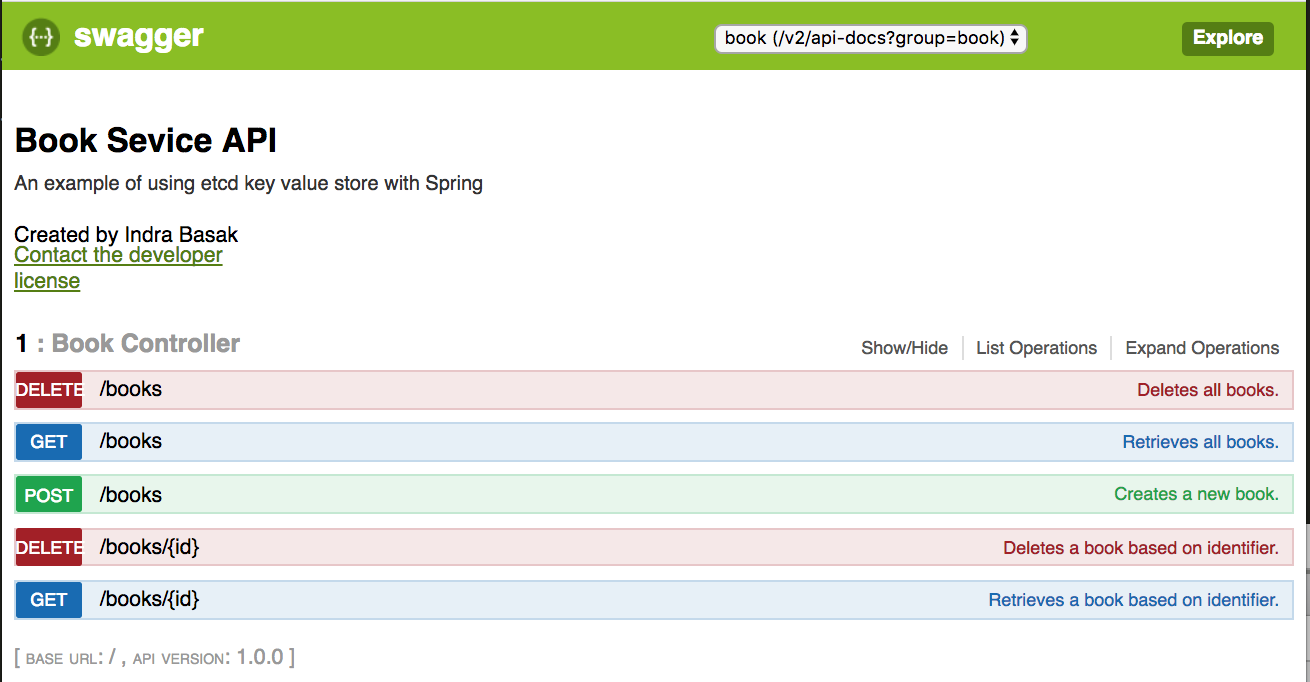 {...} swagger book (/v2/api-docs?group=book) Explore
Book Sevice API
An example of using etcd key value store with Spring
Created by Indra Basak
Contact the developer
license
1 : Book Controller Show/Hide List Operations Expand Operations
DELETE /books Deletes all books.
GET /books Retrieves all books.
POST /books Creates a new book.
DELETE /books/{id} Deletes a book based on identifier.
GET /books/{id} Retrieves a book based on identifier.
[ BASE URL: / , API VERSION: 1.0.0 ]